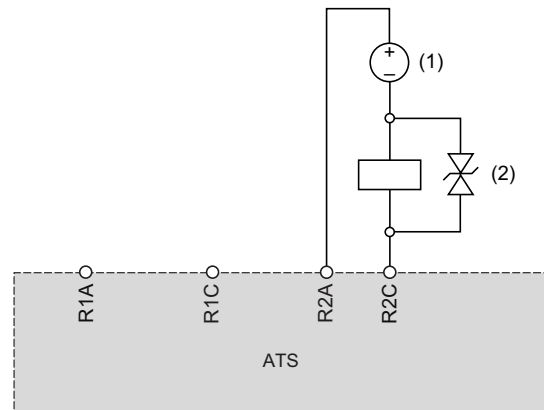 +
(1)
−
(2)
R1A
R1C
R2A
R2C
ATS